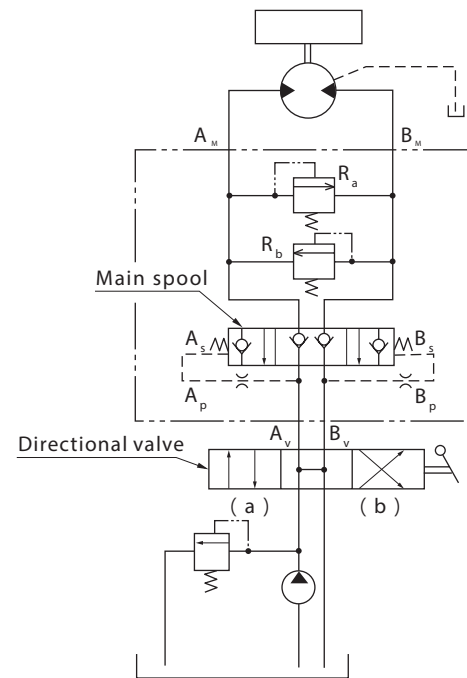 A_M B_M
R_a
R_b
Main spool
A_s B_s
A_p B_p
A_v B_v
Directional valve
(a) (b)